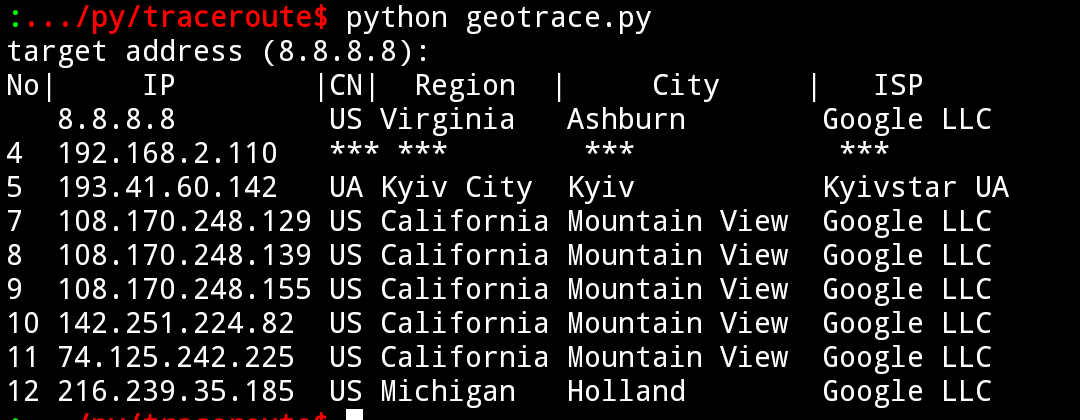 :.../py/traceroute$ python geotrace.py
target address (8.8.8.8):
No| IP |CN| Region | City | ISP
8.8.8.8 US Virginia Ashburn Google LLC
4 192.168.2.110 *** *** *** ***
5 193.41.60.142 UA Kyiv City Kyiv Kyivstar UA
7 108.170.248.129 US California Mountain View Google LLC
8 108.170.248.139 US California Mountain View Google LLC
9 108.170.248.155 US California Mountain View Google LLC
10 142.251.224.82 US California Mountain View Google LLC
11 74.125.242.225 US California Mountain View Google LLC
12 216.239.35.185 US Michigan Holland Google LLC
:.../py/traceroute$